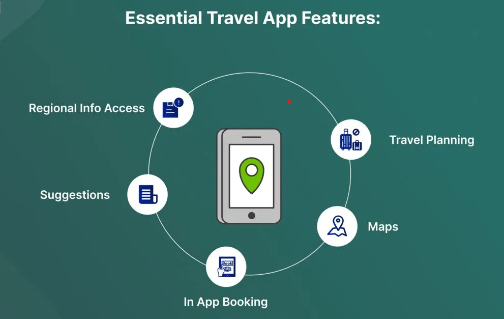 Essential Travel App Features:
Regional Info Access
Travel Planning
Suggestions
Maps
In App Booking